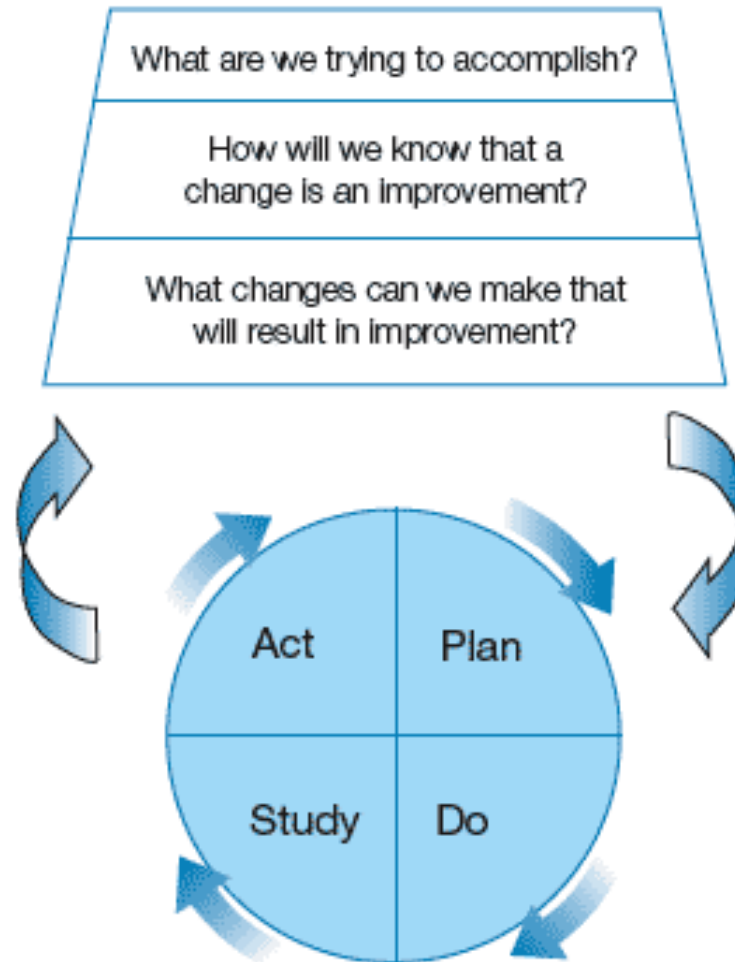 What are we trying to accomplish?
How will we know that a
change is an improvement?
What changes can we make that
will result in improvement?
Act
Plan
Study
Do